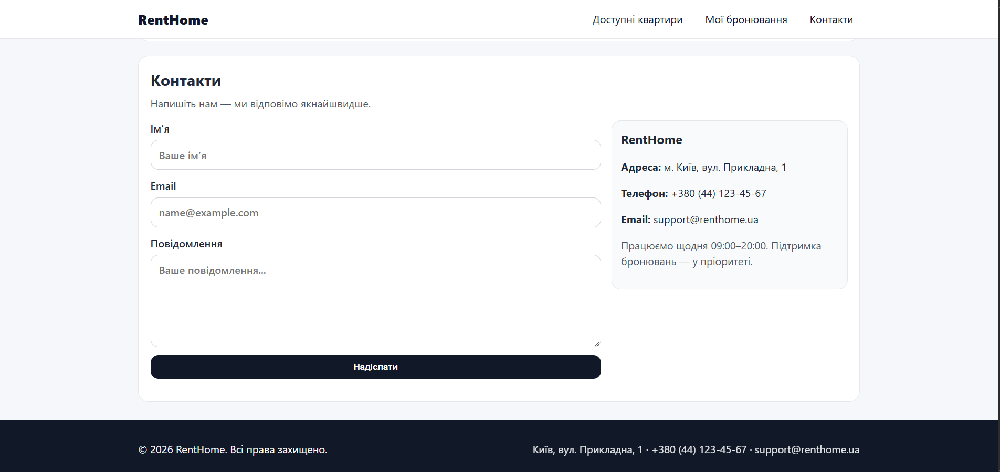 RentHome
Доступні квартири
Мої бронювання
Контакти
Контакти
Напишіть нам — ми відповімо якнайшвидше.
Ім’я
Ваше ім’я
Email
name@example.com
Повідомлення
Ваше повідомлення...
Надіслати
RentHome
Адреса: м. Київ, вул. Прикладна, 1
Телефон: +380 (44) 123-45-67
Email: support@renthome.ua
Працюємо щодня 09:00–20:00. Підтримка
бронювань — у пріоритеті.
© 2026 RentHome. Всі права захищено.
Київ, вул. Прикладна, 1 · +380 (44) 123-45-67 · support@renthome.ua